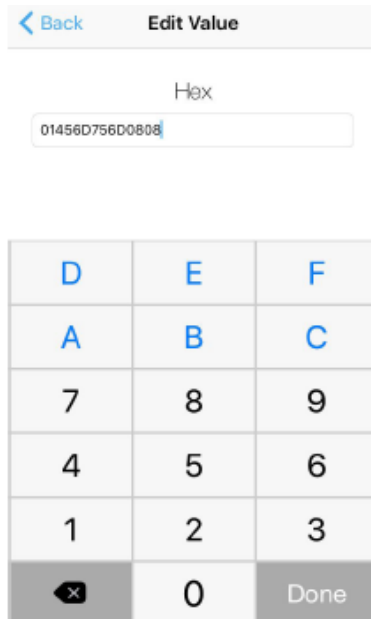 Back Edit Value
Hex
01456D756D0808
D E F
A B C
7 8 9
4 5 6
1 2 3
0 Done